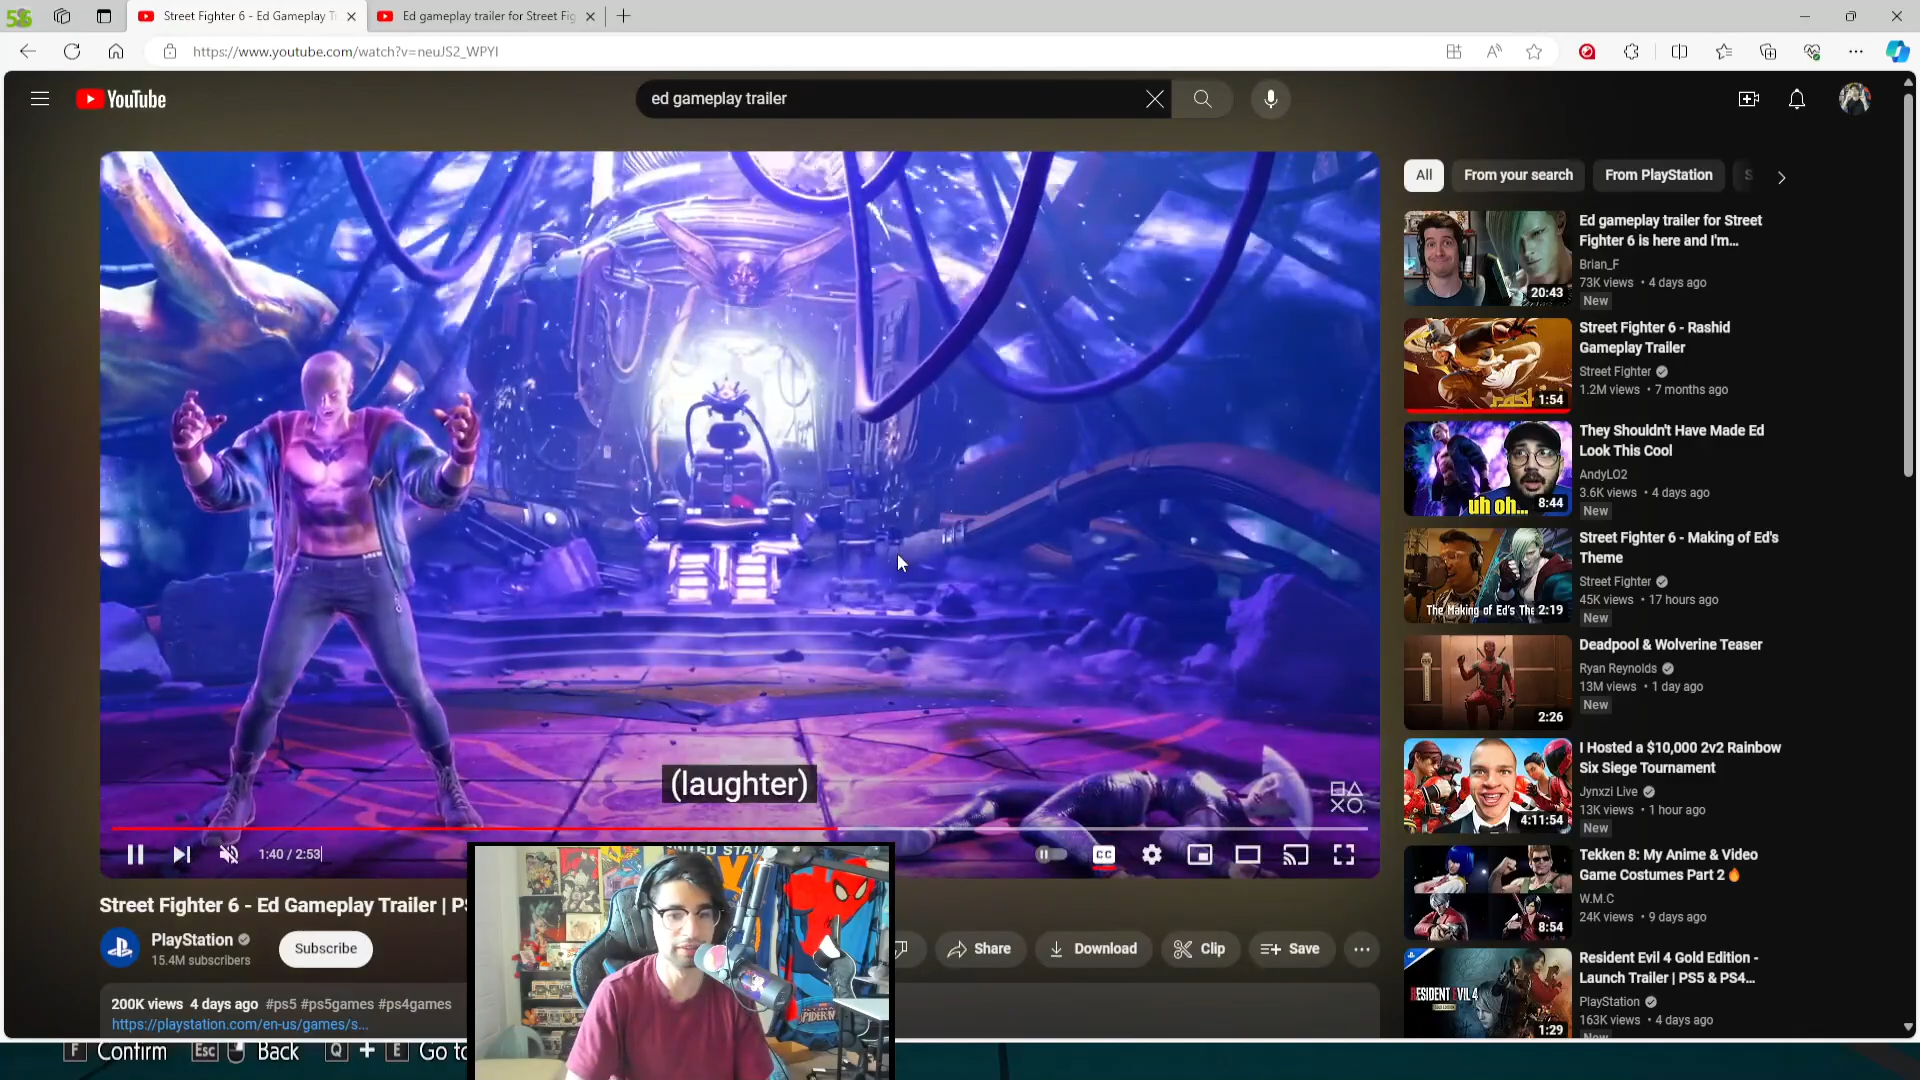 Street Fighter 6 - Ed Gameplay T
Ed gameplay trailer for Street Fig
https://www.youtube.com/watch?v=neuJS2_WPYI
YouTube
ed gameplay trailer
(laughter)
1:40 / 2:53
Street Fighter 6 - Ed Gameplay Trailer | PS
PlayStation
15.4M subscribers
Subscribe
Share
Download
Clip
Save
200K views 4 days ago #ps5 #ps5games #ps4games
https://playstation.com/en-us/games/s...
F Confirm Esc Back Q + E Go to
All
From your search
From PlayStation
Ed gameplay trailer for Street
Fighter 6 is here and I'm...
Brian_F
73K views • 4 days ago
New
20:43
Street Fighter 6 - Rashid
Gameplay Trailer
Street Fighter
1.2M views • 7 months ago
1:54
They Shouldn't Have Made Ed
Look This Cool
AndyLO2
3.6K views • 4 days ago
New
uh oh...
8:44
Street Fighter 6 - Making of Ed's
Theme
Street Fighter
45K views • 17 hours ago
New
The Making of Ed's The
2:19
Deadpool & Wolverine Teaser
Ryan Reynolds
13M views • 1 day ago
New
2:26
I Hosted a $10,000 2v2 Rainbow
Six Siege Tournament
Jynxzi Live
13K views • 1 hour ago
New
4:11:54
Tekken 8: My Anime & Video
Game Costumes Part 2
W.M.C
24K views • 9 days ago
8:54
Resident Evil 4 Gold Edition -
Launch Trailer | PS5 & PS4...
PlayStation
163K views • 4 days ago
RESIDENT EVIL 4
1:29